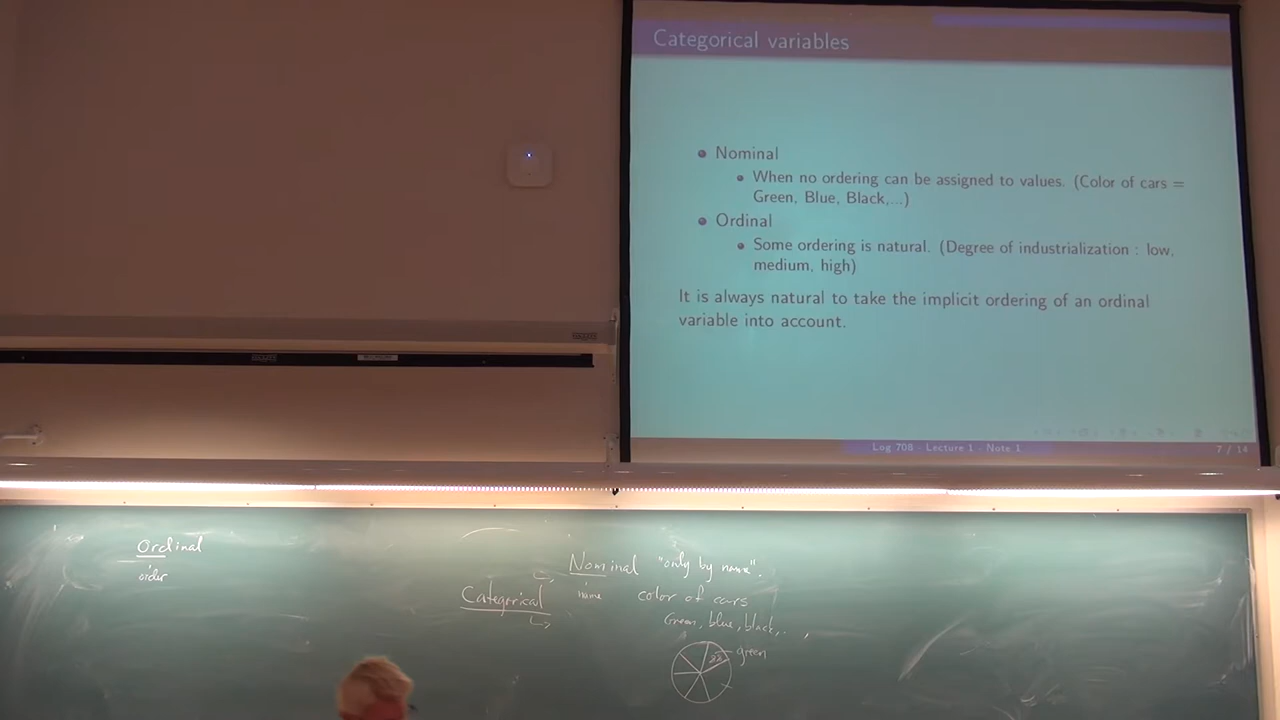 Categorical variables
Nominal
When no ordering can be assigned to values. (Color of cars =
Green, Blue, Black,...)
Ordinal
Some ordering is natural. (Degree of industrialization : low,
medium, high)
It is always natural to take the implicit ordering of an ordinal
variable into account.
Log 708 - Lecture 1 - Note 1
7 / 14
Ordinal
order
Nominal "only by name".
name
Categorical
color of cars
Green, blue, black, . . ,
green